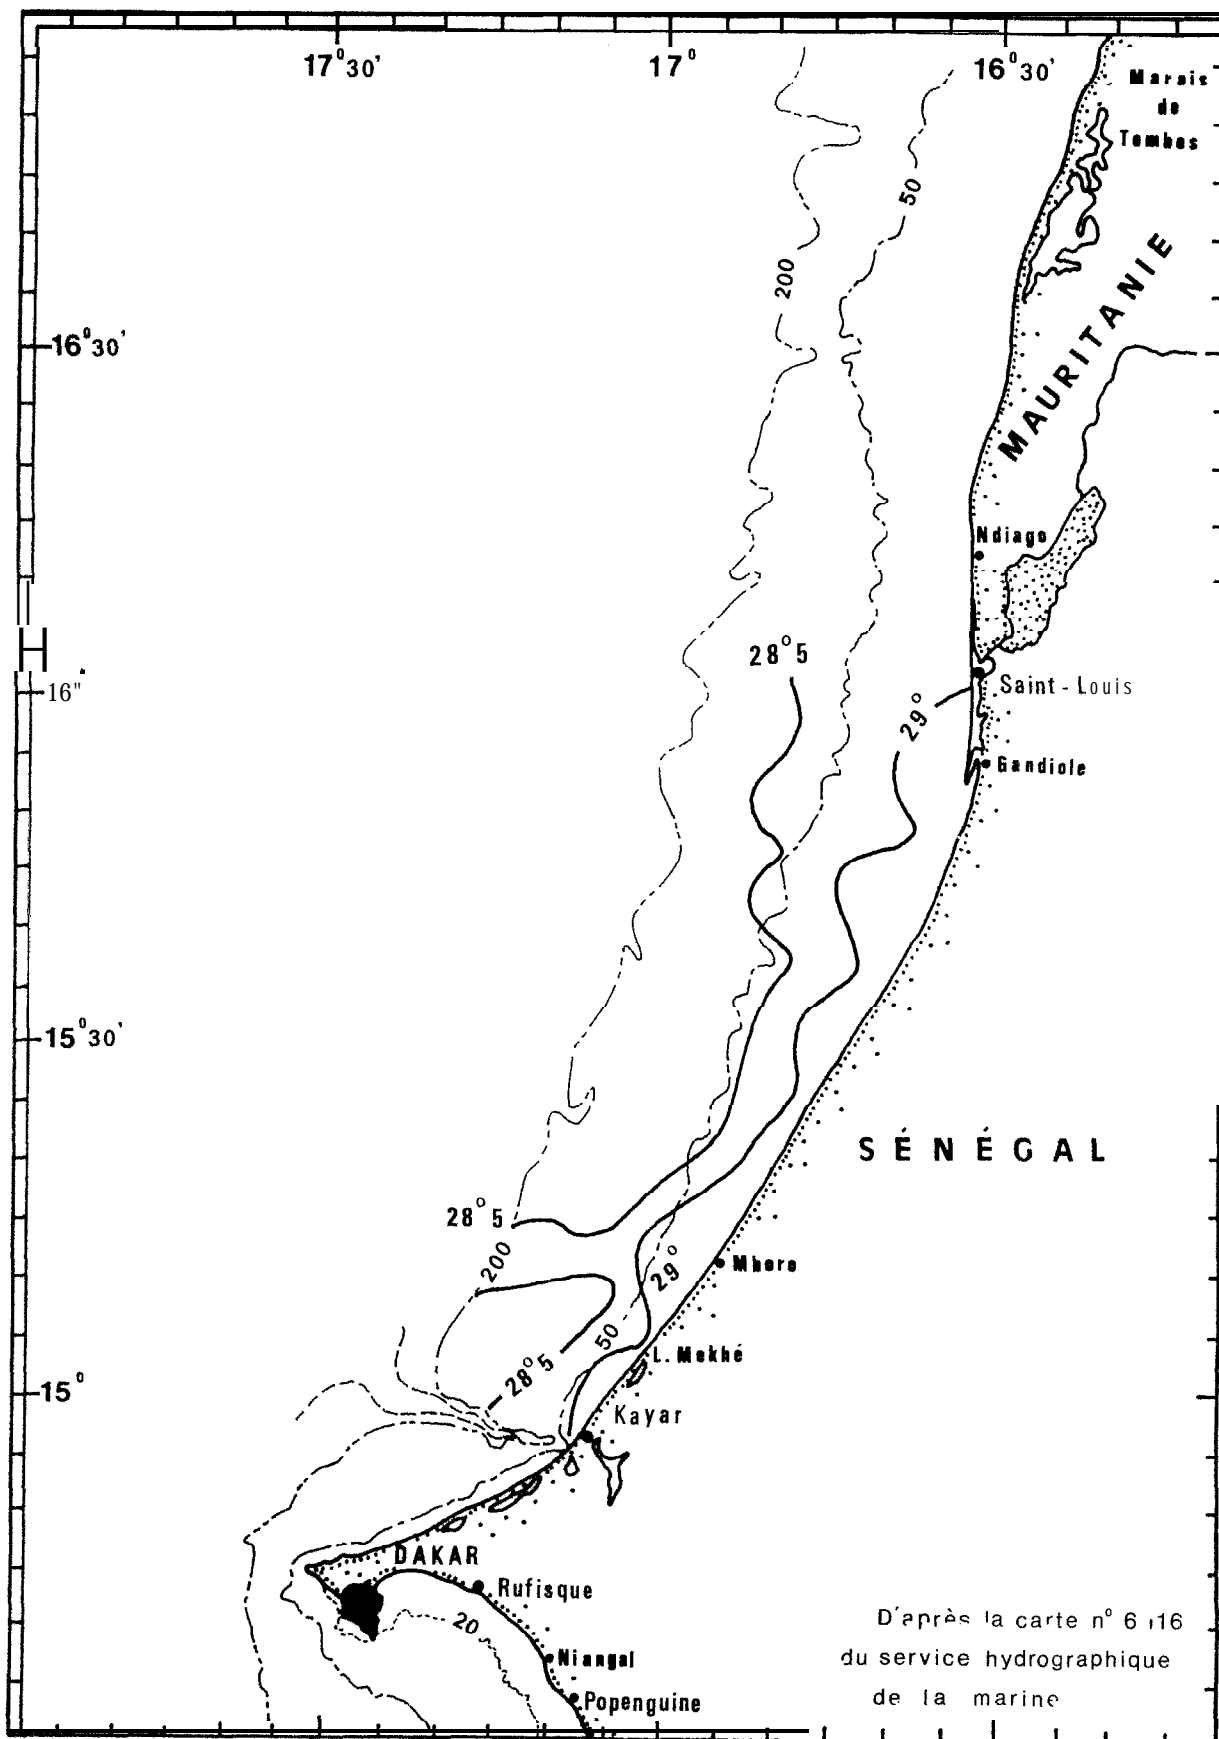 17°30'
17°
16°30'
Marais
de
Tembes
50
200
MAURITANIE
16°30'
Ndiago
28°5
16"
Saint-Louis
29°
Gandiole
15°30'
SÉNÉGAL
28°5
200
29°
Mboro
50
L. Mekhé
28°5
15°
Kayar
DAKAR
Rufisque
20
D'après la carte n° 6116
du service hydrographique
de la marine
Niangal
Popenguine